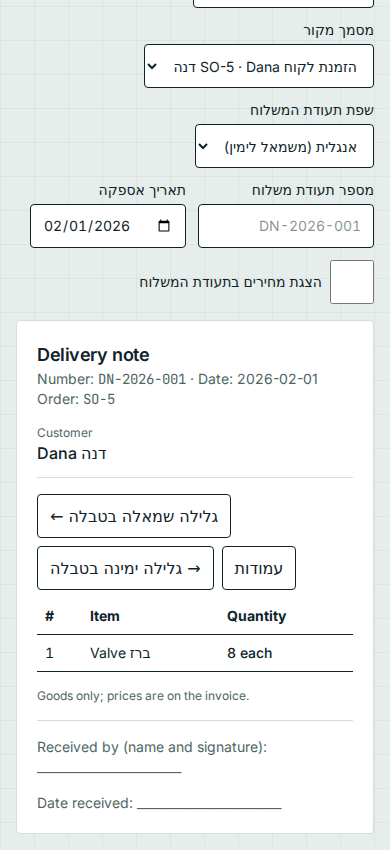 מסמך מקור
הזמנת לקוח SO-5 · Dana דנה
שפת תעודת המשלוח
אנגלית (משמאל לימין)
מספר תעודת משלוח
תאריך אספקה
DN-2026-001
02/01/2026
הצגת מחירים בתעודת המשלוח
Delivery note
Number: DN-2026-001 · Date: 2026-02-01
Order: SO-5
Customer
Dana דנה
גלילה שמאלה בטבלה ←
→ גלילה ימינה בטבלה
עמודות
# Item Quantity
1 Valve ברז 8 each
Goods only; prices are on the invoice.
Received by (name and signature):
____________________
Date received: ____________________